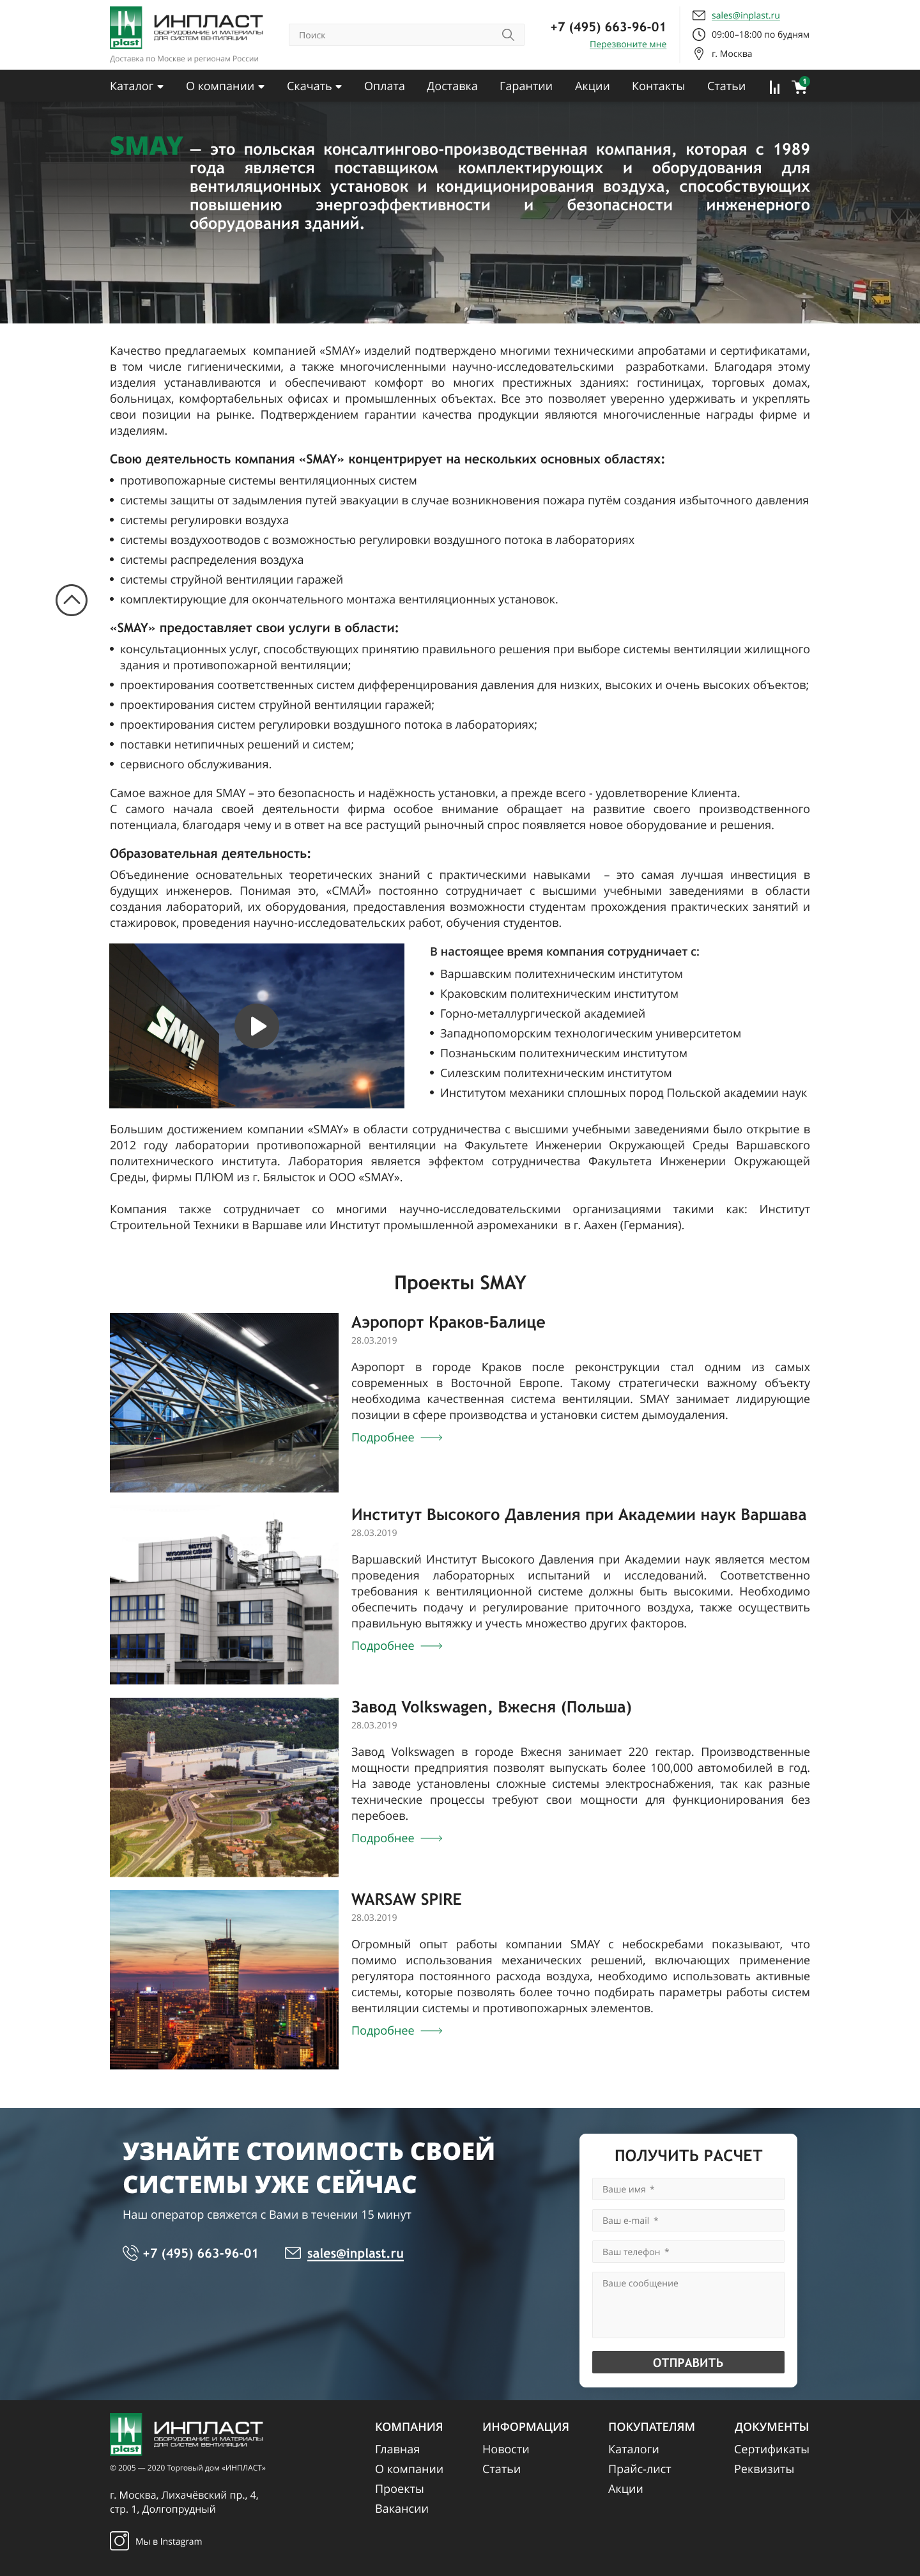 plast
ИНПЛАСТ
ОБОРУДОВАНИЕ И МАТЕРИАЛЫ
ДЛЯ СИСТЕМ ВЕНТИЛЯЦИИ
Доставка по Москве и регионам России
Поиск
+7 (495) 663-96-01
Перезвоните мне
sales@inplast.ru
09:00–18:00 по будням
г. Москва
Каталог О компании Скачать Оплата Доставка Гарантии Акции Контакты Статьи 1
SMAY — это польская консалтингово-производственная компания, которая с 1989
года является поставщиком комплектирующих и оборудования для
вентиляционных установок и кондиционирования воздуха, способствующих
повышению энергоэффективности и безопасности инженерного
оборудования зданий.
Качество предлагаемых компанией «SMAY» изделий подтверждено многими техническими апробатами и сертификатами,
в том числе гигиеническими, а также многочисленными научно-исследовательскими разработками. Благодаря этому
изделия устанавливаются и обеспечивают комфорт во многих престижных зданиях: гостиницах, торговых домах,
больницах, комфортабельных офисах и промышленных объектах. Все это позволяет уверенно удерживать и укреплять
свои позиции на рынке. Подтверждением гарантии качества продукции являются многочисленные награды фирме и
изделиям.
Свою деятельность компания «SMAY» концентрирует на нескольких основных областях:
• противопожарные системы вентиляционных систем
• системы защиты от задымления путей эвакуации в случае возникновения пожара путём создания избыточного давления
• системы регулировки воздуха
• системы воздухоотводов с возможностью регулировки воздушного потока в лабораториях
• системы распределения воздуха
• системы струйной вентиляции гаражей
• комплектирующие для окончательного монтажа вентиляционных установок.
«SMAY» предоставляет свои услуги в области:
• консультационных услуг, способствующих принятию правильного решения при выборе системы вентиляции жилищного
здания и противопожарной вентиляции;
• проектирования соответственных систем дифференцирования давления для низких, высоких и очень высоких объектов;
• проектирования систем струйной вентиляции гаражей;
• проектирования систем регулировки воздушного потока в лабораториях;
• поставки нетипичных решений и систем;
• сервисного обслуживания.
Самое важное для SMAY – это безопасность и надёжность установки, а прежде всего - удовлетворение Клиента.
С самого начала своей деятельности фирма особое внимание обращает на развитие своего производственного
потенциала, благодаря чему и в ответ на все растущий рыночный спрос появляется новое оборудование и решения.
Образовательная деятельность:
Объединение основательных теоретических знаний с практическими навыками – это самая лучшая инвестиция в
будущих инженеров. Понимая это, «СМАЙ» постоянно сотрудничает с высшими учебными заведениями в области
создания лабораторий, их оборудования, предоставления возможности студентам прохождения практических занятий и
стажировок, проведения научно-исследовательских работ, обучения студентов.
SMAY
В настоящее время компания сотрудничает с:
• Варшавским политехническим институтом
• Краковским политехническим институтом
• Горно-металлургической академией
• Западнопоморским технологическим университетом
• Познаньским политехническим институтом
• Силезским политехническим институтом
• Институтом механики сплошных пород Польской академии наук
Большим достижением компании «SMAY» в области сотрудничества с высшими учебными заведениями было открытие в
2012 году лаборатории противопожарной вентиляции на Факультете Инженерии Окружающей Среды Варшавского
политехнического института. Лаборатория является эффектом сотрудничества Факультета Инженерии Окружающей
Среды, фирмы ПЛЮМ из г. Бялысток и ООО «SMAY».
Компания также сотрудничает со многими научно-исследовательскими организациями такими как: Институт
Строительной Техники в Варшаве или Институт промышленной аэромеханики в г. Аахен (Германия).
Проекты SMAY
Аэропорт Краков-Балице
28.03.2019
Аэропорт в городе Краков после реконструкции стал одним из самых
современных в Восточной Европе. Такому стратегически важному объекту
необходима качественная система вентиляции. SMAY занимает лидирующие
позиции в сфере производства и установки систем дымоудаления.
Подробнее
Институт Высокого Давления при Академии наук Варшава
28.03.2019
Варшавский Институт Высокого Давления при Академии наук является местом
проведения лабораторных испытаний и исследований. Соответственно
требования к вентиляционной системе должны быть высокими. Необходимо
обеспечить подачу и регулирование приточного воздуха, также осуществить
правильную вытяжку и учесть множество других факторов.
Подробнее
Завод Volkswagen, Вжесня (Польша)
28.03.2019
Завод Volkswagen в городе Вжесня занимает 220 гектар. Производственные
мощности предприятия позволят выпускать более 100,000 автомобилей в год.
На заводе установлены сложные системы электроснабжения, так как разные
технические процессы требуют свои мощности для функционирования без
перебоев.
Подробнее
WARSAW SPIRE
28.03.2019
Огромный опыт работы компании SMAY с небоскребами показывают, что
помимо использования механических решений, включающих применение
регулятора постоянного расхода воздуха, необходимо использовать активные
системы, которые позволять более точно подбирать параметры работы систем
вентиляции системы и противопожарных элементов.
Подробнее
УЗНАЙТЕ СТОИМОСТЬ СВОЕЙ
СИСТЕМЫ УЖЕ СЕЙЧАС
Наш оператор свяжется с Вами в течении 15 минут
+7 (495) 663-96-01 sales@inplast.ru
ПОЛУЧИТЬ РАСЧЕТ
Ваше имя *
Ваш e-mail *
Ваш телефон *
Ваше сообщение
ОТПРАВИТЬ
plast
ИНПЛАСТ
ОБОРУДОВАНИЕ И МАТЕРИАЛЫ
ДЛЯ СИСТЕМ ВЕНТИЛЯЦИИ
© 2005 — 2020 Торговый дом «ИНПЛАСТ»
г. Москва, Лихачёвский пр., 4,
стр. 1, Долгопрудный
Мы в Instagram
КОМПАНИЯ
Главная
О компании
Проекты
Вакансии
ИНФОРМАЦИЯ
Новости
Статьи
ПОКУПАТЕЛЯМ
Каталоги
Прайс-лист
Акции
ДОКУМЕНТЫ
Сертификаты
Реквизиты